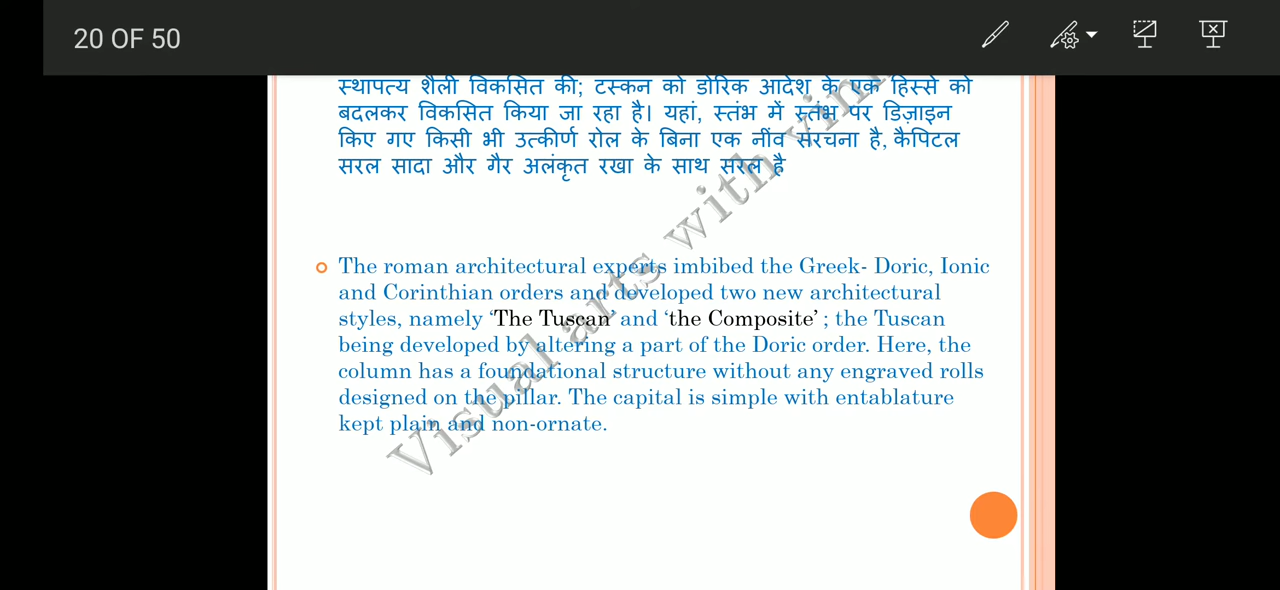 20 OF 50
स्थापत्य शैली विकसित की; टस्कन को डोरिक आदेश के एक हिस्से को
बदलकर विकसित किया जा रहा है। यहां, स्तंभ में स्तंभ पर डिज़ाइन
किए गए किसी भी उत्कीर्ण रोल के बिना एक नींव संरचना है, कैपिटल
सरल सादा और गैर अलंकृत रखा के साथ सरल है
The roman architectural experts imbibed the Greek- Doric, Ionic
and Corinthian orders and developed two new architectural
styles, namely ‘The Tuscan’ and ‘the Composite’ ; the Tuscan
being developed by altering a part of the Doric order. Here, the
column has a foundational structure without any engraved rolls
designed on the pillar. The capital is simple with entablature
kept plain and non-ornate.
Visual arts with